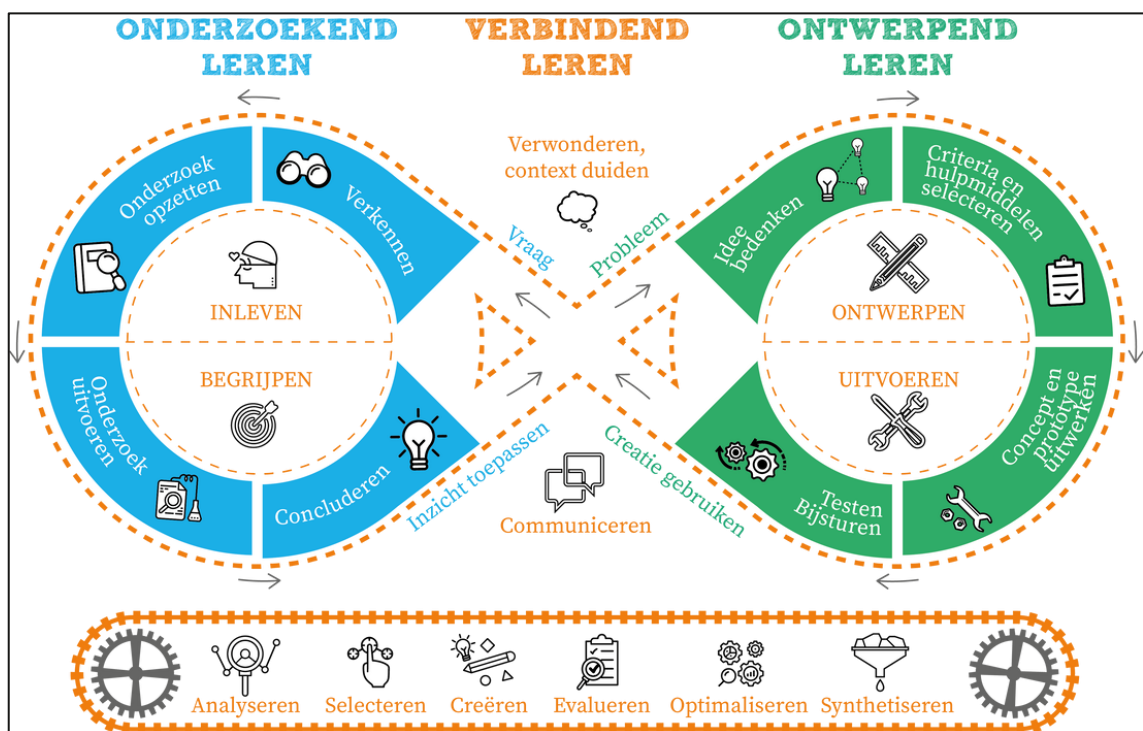 ONDERZOEKEND
LEREN
VERBINDEND
LEREN
ONTWERPEND
LEREN
Onderzoek
opzetten
Verkennen
INLEVEN
BEGRIJPEN
Onderzoek
uitvoeren
Concluderen
Verwonderen,
context duiden
Vraag
Probleem
Inzicht toepassen
Creatie gebruiken
Communiceren
Idee
bedenken
Criteria en
hulpmiddelen
selecteren
ONTWERPEN
UITVOEREN
Concept en
prototype
uitwerken
Testen
Bijsturen
Analyseren
Selecteren
Creëren
Evalueren
Optimaliseren
Synthetiseren